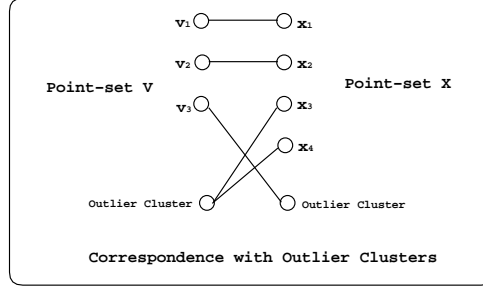 v1 x1
v2 x2
Point-set V Point-set X
v3 x3
x4
Outlier Cluster Outlier Cluster
Correspondence with Outlier Clusters